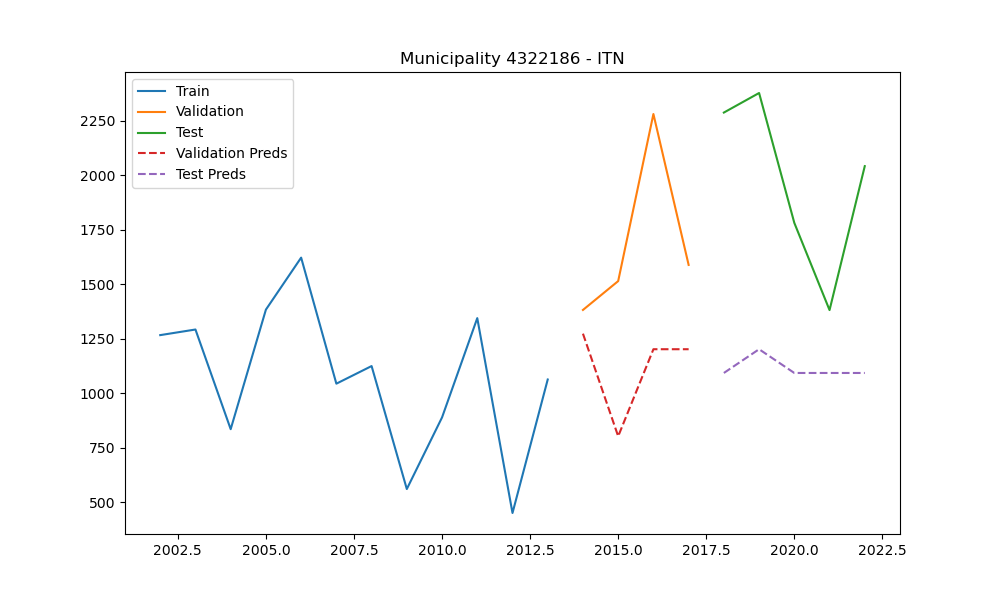 Municipality 4322186 - ITN
Train
Validation
Test
Validation Preds
Test Preds
2250
2000
1750
1500
1250
1000
750
500
2002.5 2005.0 2007.5 2010.0 2012.5 2015.0 2017.5 2020.0 2022.5